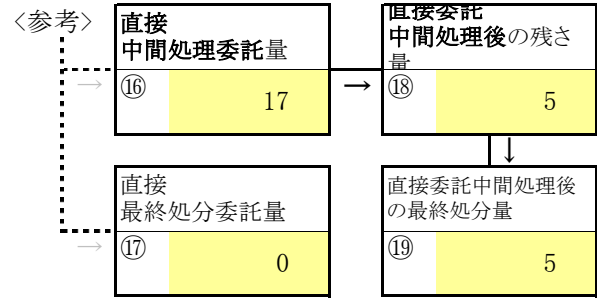 〈参考〉
直接
中間処理委託量
⑯
17
→
直接委託
中間処理後の残さ
量
⑱
5
↓
→
直接
最終処分委託量
⑰
0
→
直接委託中間処理後
の最終処分量
⑲
5